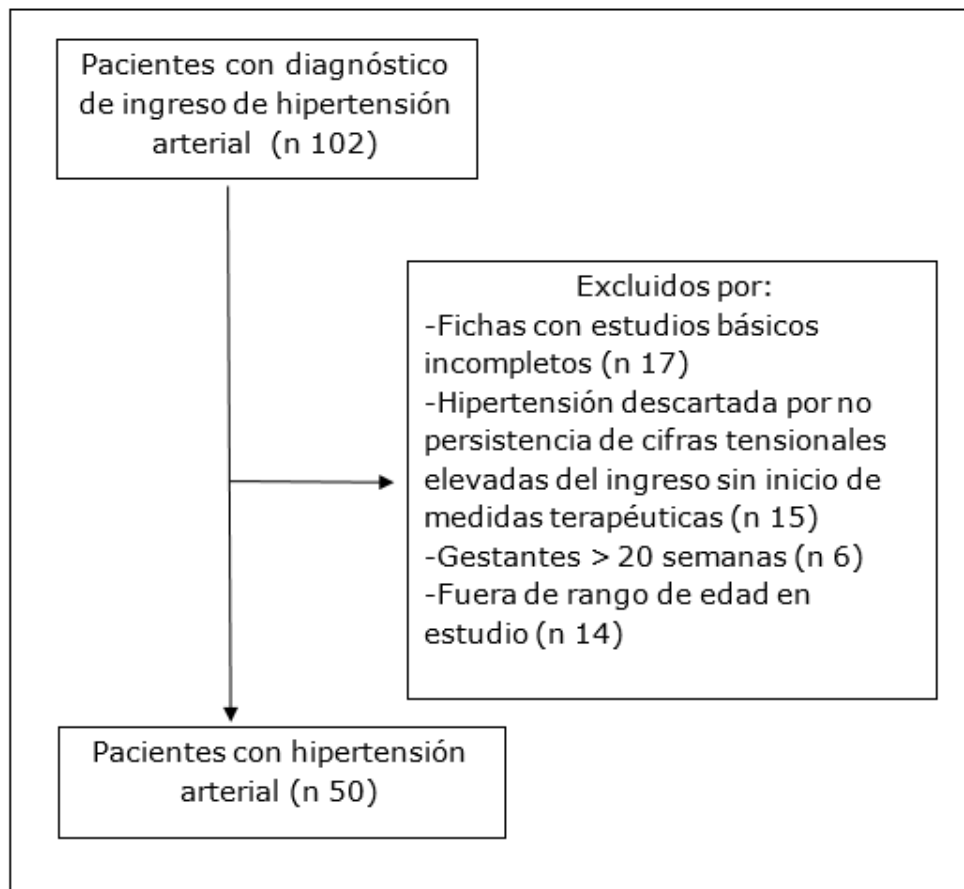 Pacientes con diagnóstico
de ingreso de hipertensión
arterial  (n 102)
Excluidos por:
-Fichas con estudios básicos
incompletos (n 17)
-Hipertensión descartada por no
persistencia de cifras tensionales
elevadas del ingreso sin inicio de
medidas terapéuticas (n 15)
-Gestantes > 20 semanas (n 6)
-Fuera de rango de edad en
estudio (n 14)
Pacientes con hipertensión
arterial (n 50)